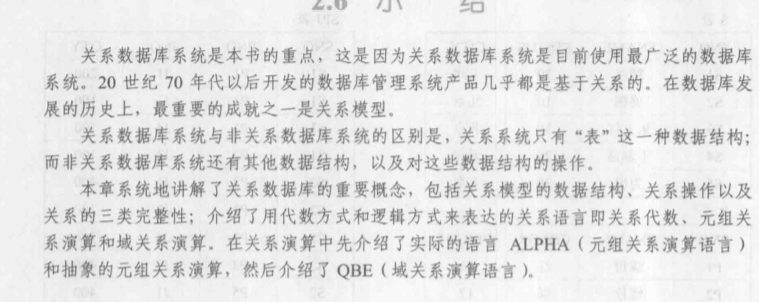 2.6 小 结
关系数据库系统是本书的重点，这是因为关系数据库系统是目前使用最广泛的数据库
系统。20 世纪 70 年代以后开发的数据库管理系统产品几乎都是基于关系的。在数据库发
展的历史上，最重要的成就之一是关系模型。
关系数据库系统与非关系数据库系统的区别是，关系系统只有“表”这一种数据结构；
而非关系数据库系统还有其他数据结构，以及对这些数据结构的操作。
本章系统地讲解了关系数据库的重要概念，包括关系模型的数据结构、关系操作以及
关系的三类完整性；介绍了用代数方式和逻辑方式来表达的关系语言即关系代数、元组关
系演算和域关系演算。在关系演算中先介绍了实际的语言 ALPHA（元组关系演算语言）
和抽象的元组关系演算，然后介绍了 QBE（域关系演算语言）。